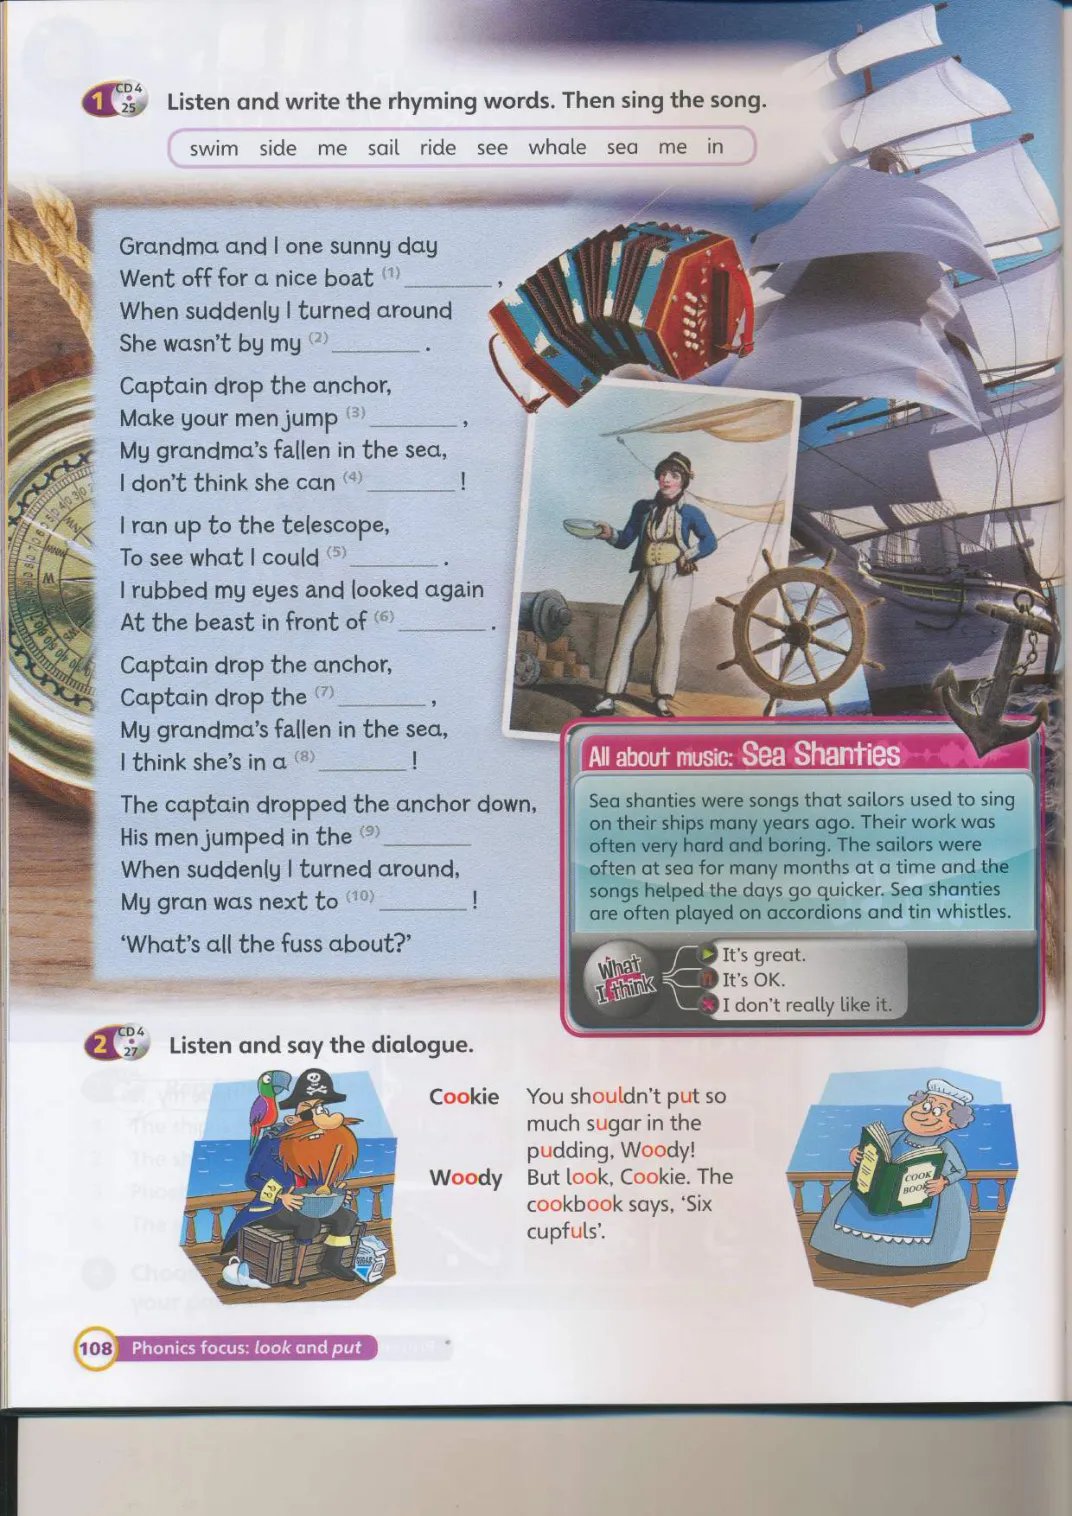 1 CD4 25 Listen and write the rhyming words. Then sing the song.
swim side me sail ride see whale sea me in
Grandma and I one sunny day
Went off for a nice boat (1) ________ ,
When suddenly I turned around
She wasn't by my (2) ________ .
Captain drop the anchor,
Make your men jump (3) ________ ,
My grandma's fallen in the sea,
I don't think she can (4) ________ !
I ran up to the telescope,
To see what I could (5) ________ .
I rubbed my eyes and looked again
At the beast in front of (6) ________ .
Captain drop the anchor,
Captain drop the (7) ________ ,
My grandma's fallen in the sea,
I think she's in a (8) ________ !
The captain dropped the anchor down,
His men jumped in the (9) ________
When suddenly I turned around,
My gran was next to (10) ________ !
'What's all the fuss about?'
All about music: Sea Shanties
Sea shanties were songs that sailors used to sing
on their ships many years ago. Their work was
often very hard and boring. The sailors were
often at sea for many months at a time and the
songs helped the days go quicker. Sea shanties
are often played on accordions and tin whistles.
What I think
It's great.
It's OK.
I don't really like it.
2 CD4 27 Listen and say the dialogue.
Cookie You shouldn't put so
much sugar in the
pudding, Woody!
Woody But look, Cookie. The
cookbook says, 'Six
cupfuls'.
COOK
BOOK
SUGAR
108 Phonics focus: look and put